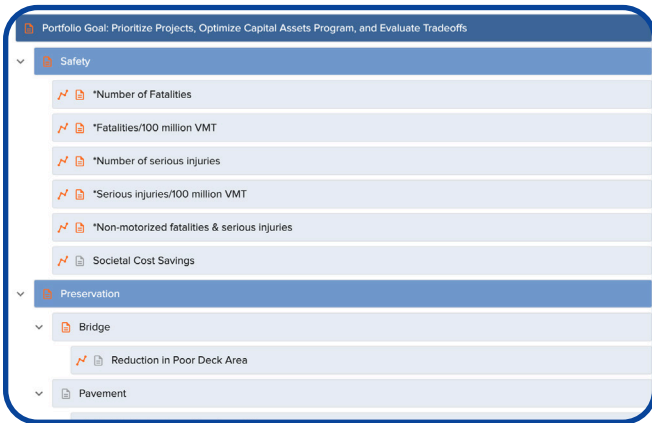 Portfolio Goal: Prioritize Projects, Optimize Capital Assets Program, and Evaluate Tradeoffs
Safety
*Number of Fatalities
*Fatalities/100 million VMT
*Number of serious injuries
*Serious injuries/100 million VMT
*Non-motorized fatalities & serious injuries
Societal Cost Savings
Preservation
Bridge
Reduction in Poor Deck Area
Pavement